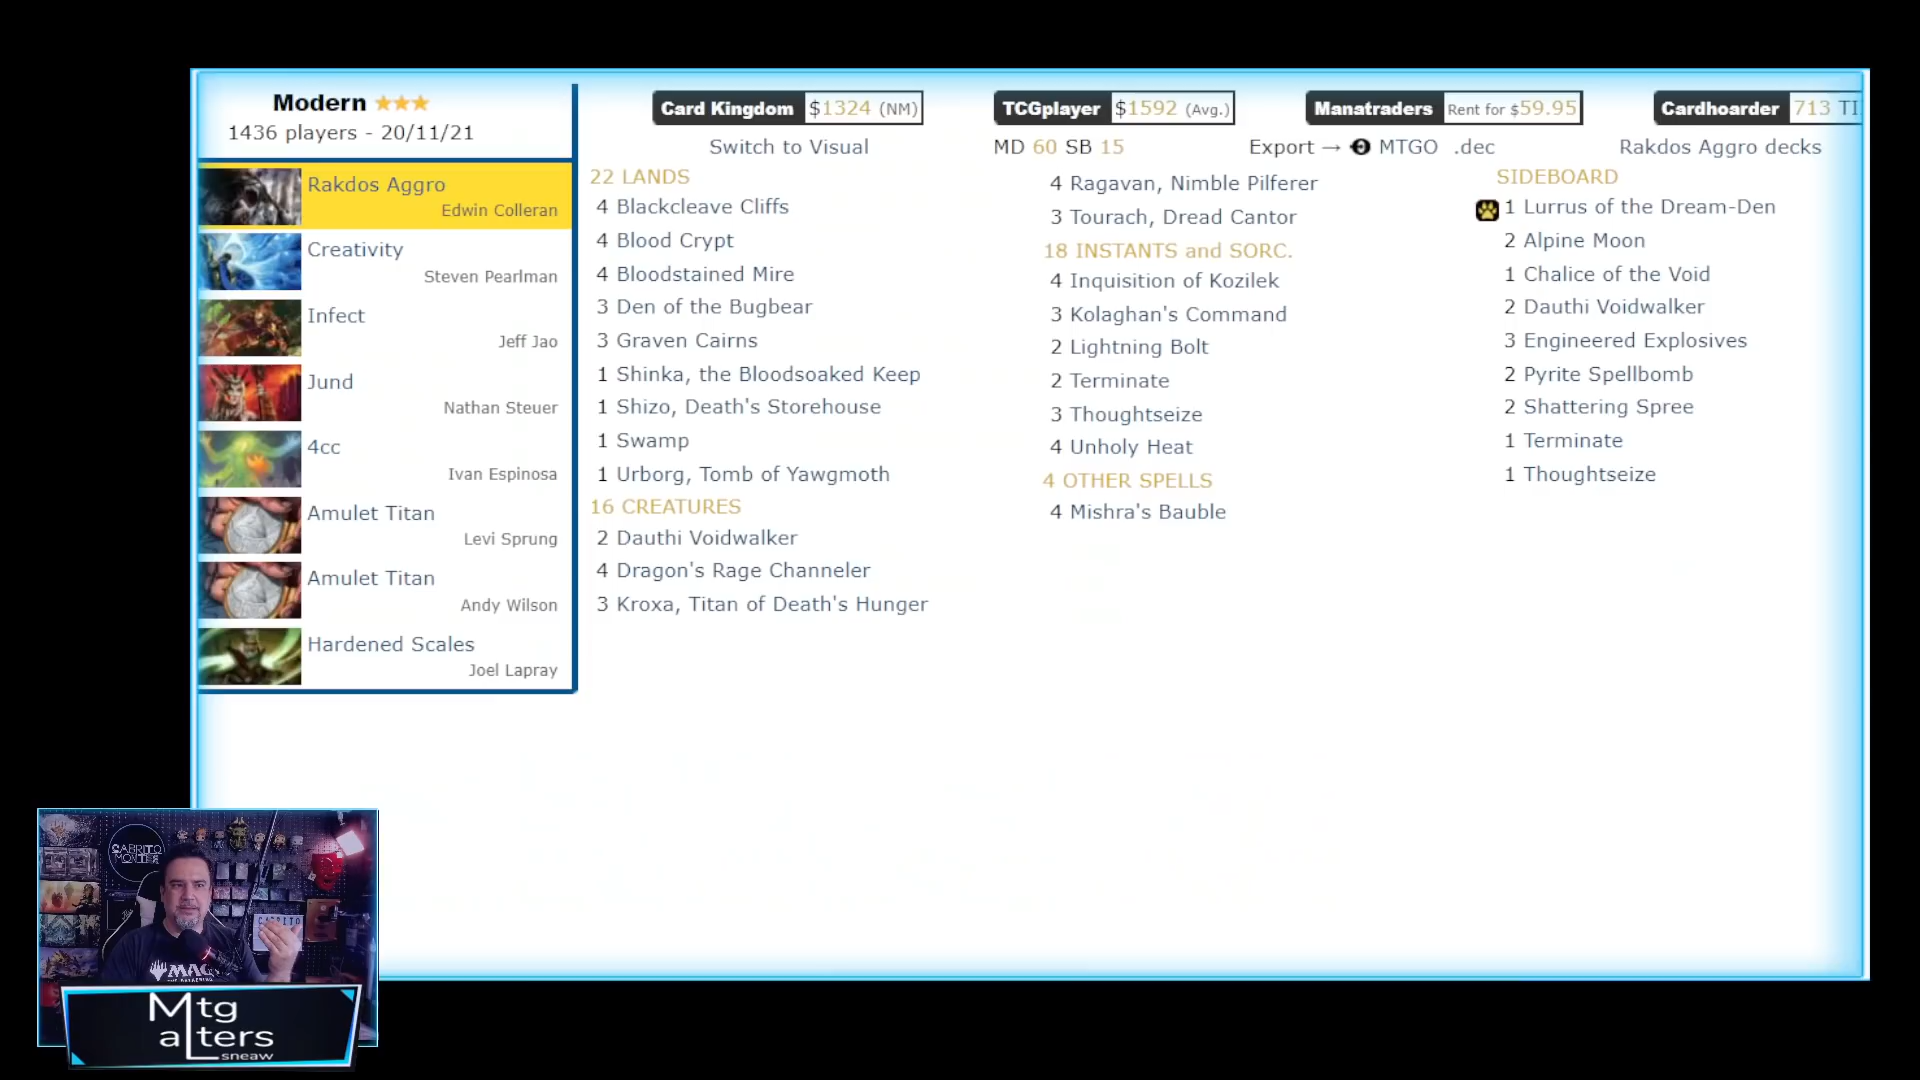 Modern
1436 players - 20/11/21
Rakdos Aggro
Edwin Colleran
Creativity
Steven Pearlman
Infect
Jeff Jao
Jund
Nathan Steuer
4cc
Ivan Espinosa
Amulet Titan
Levi Sprung
Amulet Titan
Andy Wilson
Hardened Scales
Joel Lapray
Card Kingdom $1324 (NM)
TCGplayer $1592 (Avg.)
Manatraders Rent for $59.95
Cardhoarder 713 TI
Switch to Visual
MD 60 SB 15
Export → MTGO .dec
Rakdos Aggro decks
22 LANDS
4 Blackcleave Cliffs
4 Blood Crypt
4 Bloodstained Mire
3 Den of the Bugbear
3 Graven Cairns
1 Shinka, the Bloodsoaked Keep
1 Shizo, Death's Storehouse
1 Swamp
1 Urborg, Tomb of Yawgmoth
16 CREATURES
2 Dauthi Voidwalker
4 Dragon's Rage Channeler
3 Kroxa, Titan of Death's Hunger
4 Ragavan, Nimble Pilferer
3 Tourach, Dread Cantor
18 INSTANTS and SORC.
4 Inquisition of Kozilek
3 Kolaghan's Command
2 Lightning Bolt
2 Terminate
3 Thoughtseize
4 Unholy Heat
4 OTHER SPELLS
4 Mishra's Bauble
SIDEBOARD
1 Lurrus of the Dream-Den
2 Alpine Moon
1 Chalice of the Void
2 Dauthi Voidwalker
3 Engineered Explosives
2 Pyrite Spellbomb
2 Shattering Spree
1 Terminate
1 Thoughtseize
CABRITO
MONTES
CABRITO
MAG
Mtg
aLters
sneaw